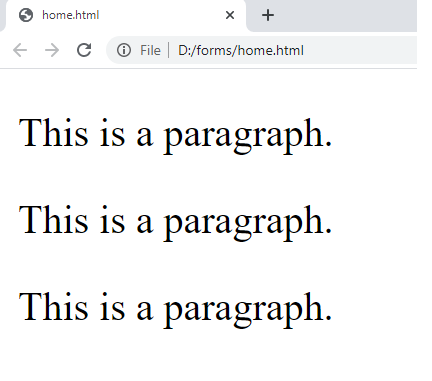 home.html
File D:/forms/home.html
This is a paragraph.
This is a paragraph.
This is a paragraph.